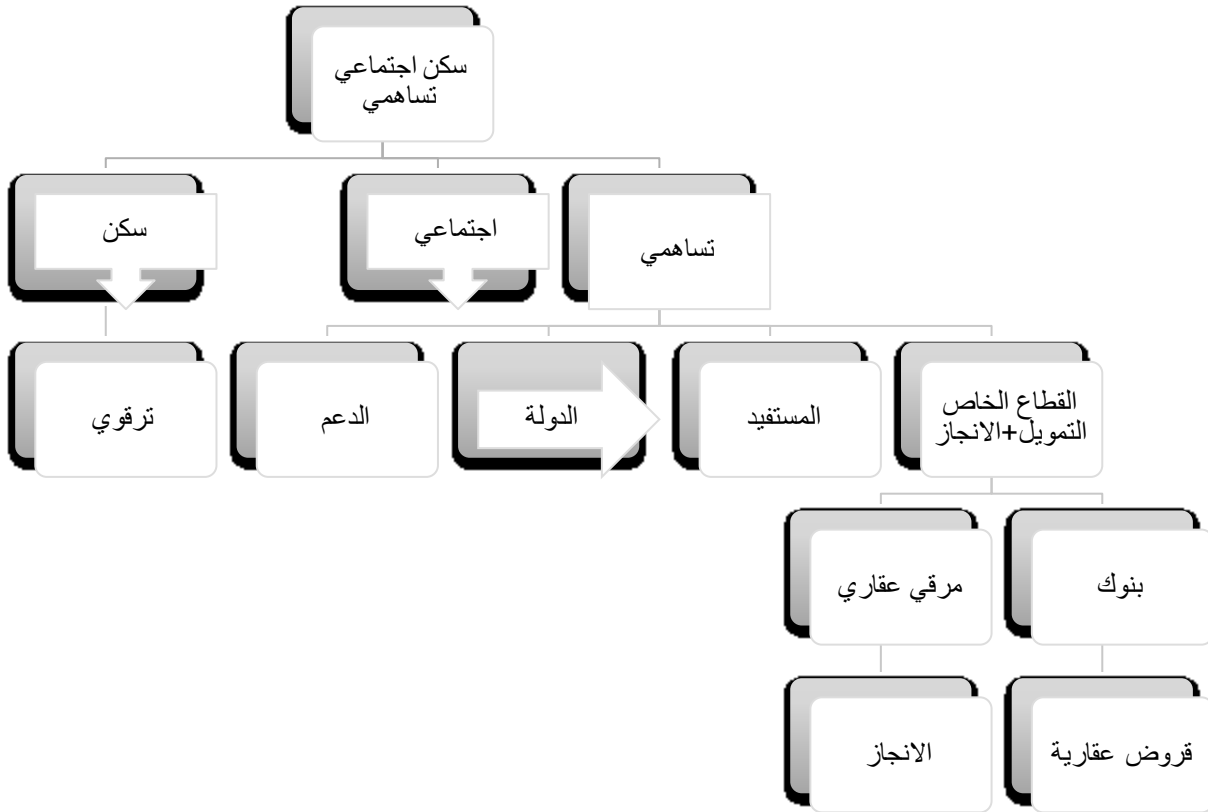 سكن اجتماعي
تساهمي
تساهمي
اجتماعي
سكن
القطاع الخاص
التمويل+الانجاز
المستفيد
الدولة
الدعم
ترقوي
بنوك
مرقي عقاري
قروض عقارية
الانجاز